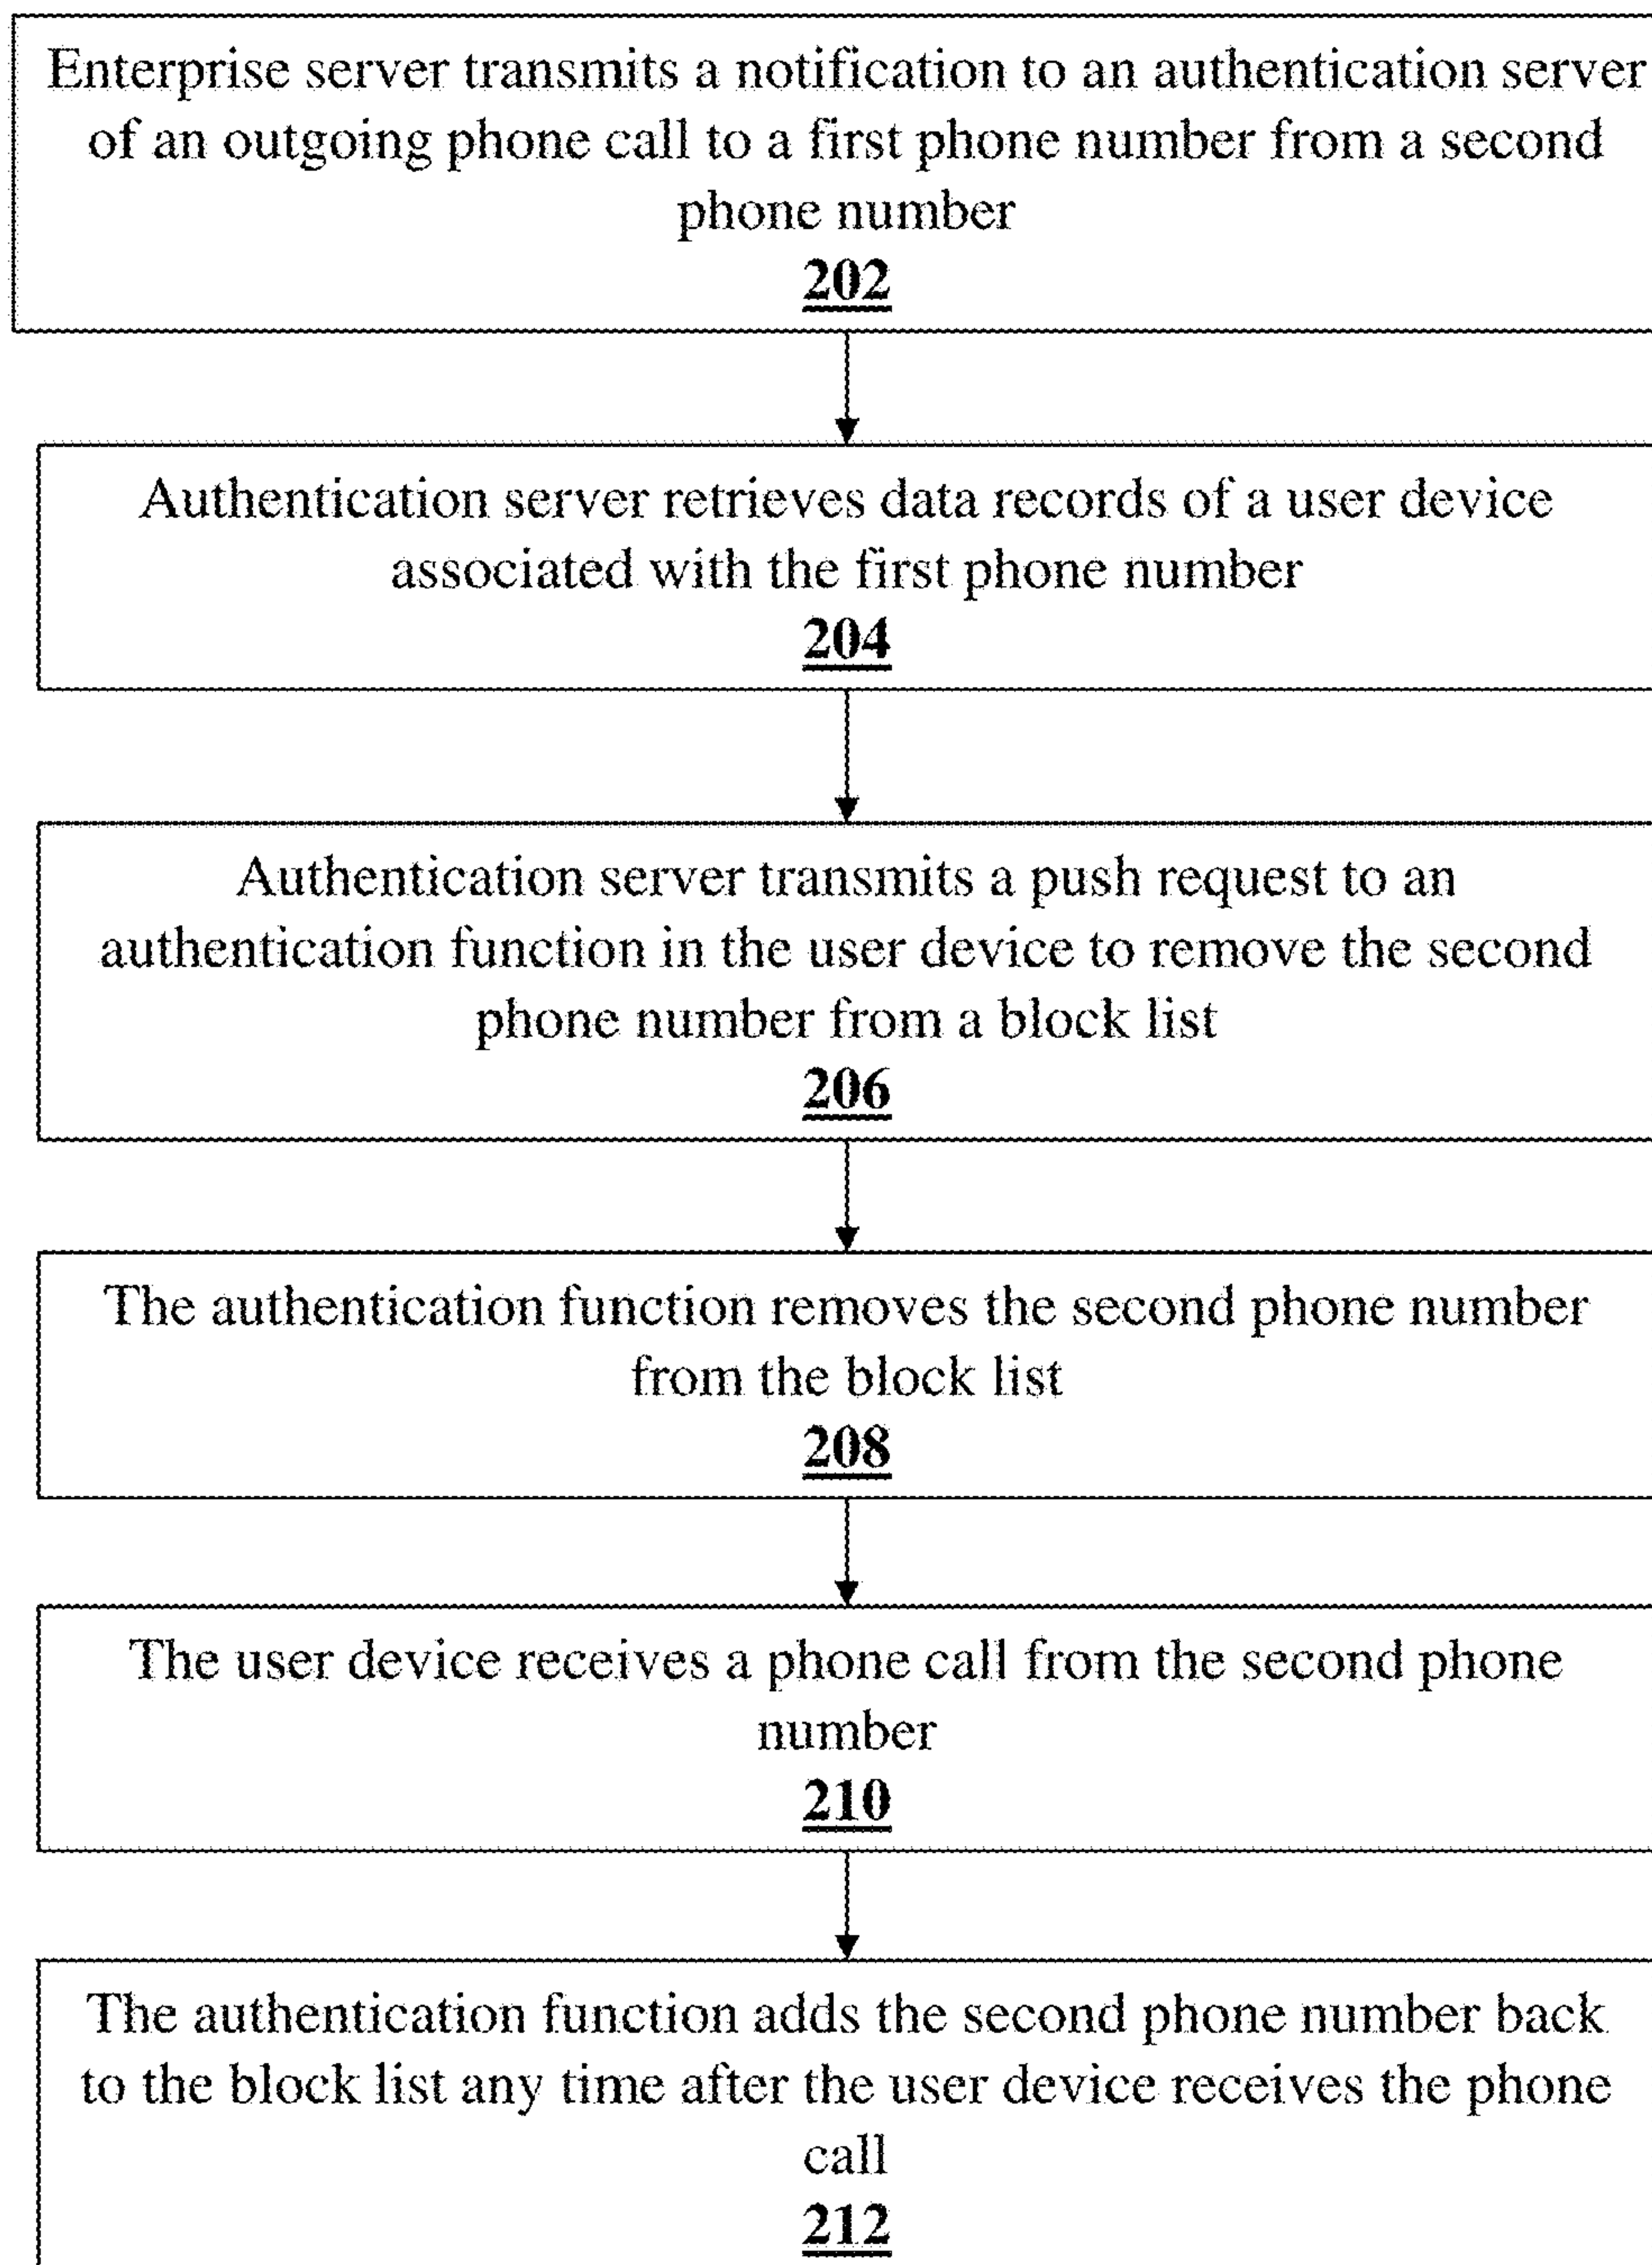 Enterprise server transmits a notification to an authentication server
of an outgoing phone call to a first phone number from a second
phone number
202
Authentication server retrieves data records of a user device
associated with the first phone number
204
Authentication server transmits a push request to an
authentication function in the user device to remove the second
phone number from a block list
206
The authentication function removes the second phone number
from the block list
208
The user device receives a phone call from the second phone
number
210
The authentication function adds the second phone number back
to the block list any time after the user device receives the phone
call
212